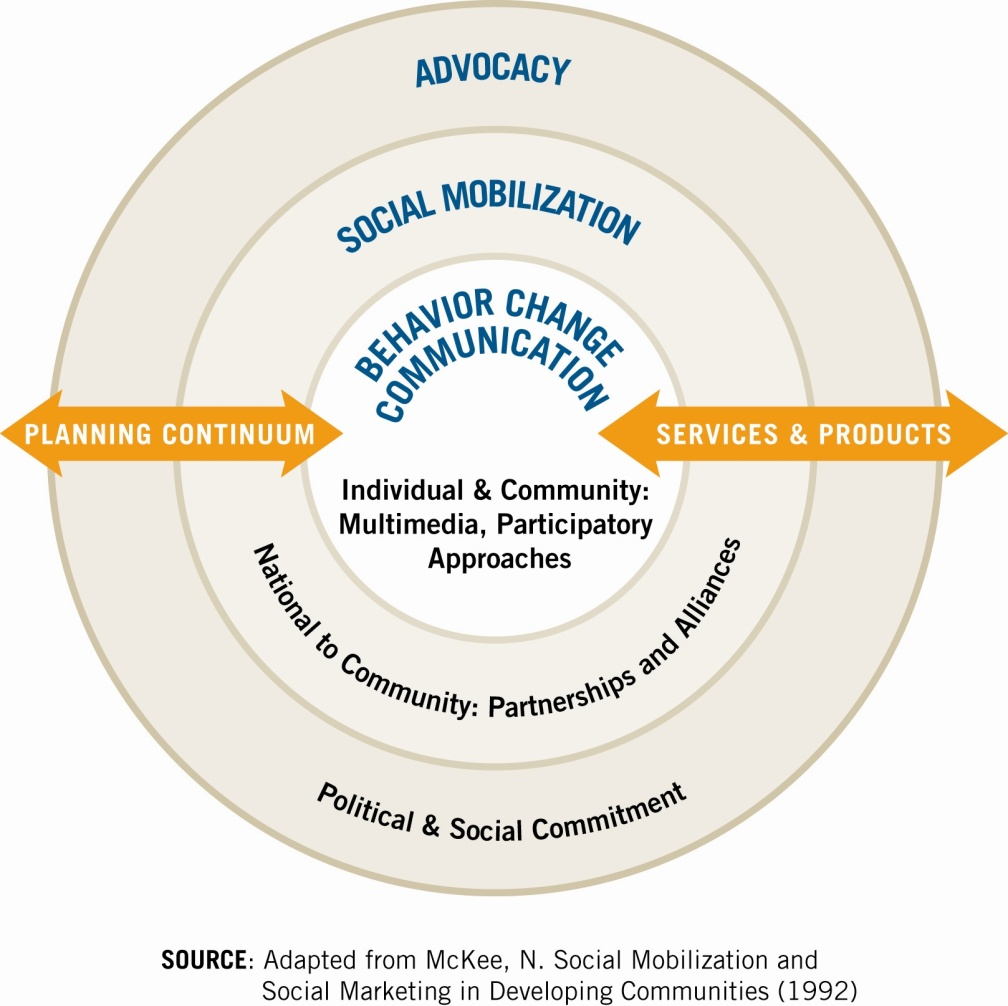 ADVOCACY
SOCIAL MOBILIZATION
BEHAVIOR CHANGE
COMMUNICATION
PLANNING CONTINUUM
SERVICES & PRODUCTS
Individual & Community:
Multimedia, Participatory
Approaches
National to Community: Partnerships and Alliances
Political & Social Commitment
SOURCE: Adapted from McKee, N. Social Mobilization and
Social Marketing in Developing Communities (1992)